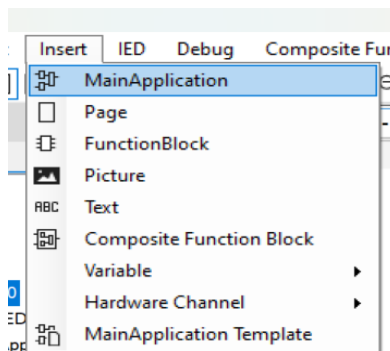 Insert IED Debug Composite Fu
MainApplication
Page
FunctionBlock
Picture
ABC Text
Composite Function Block
Variable
Hardware Channel
MainApplication Template